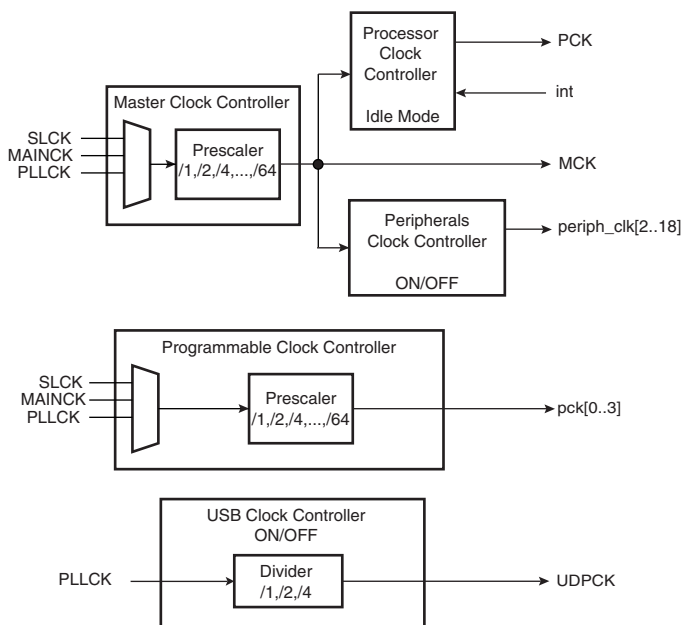 Processor
Clock
Controller
Idle Mode
PCK
int
Master Clock Controller
SLCK
MAINCK
PLLCK
Prescaler
/1,/2,/4,...,/64
MCK
Peripherals
Clock Controller
ON/OFF
periph_clk[2..18]
Programmable Clock Controller
SLCK
MAINCK
PLLCK
Prescaler
/1,/2,/4,...,/64
pck[0..3]
USB Clock Controller
ON/OFF
PLLCK
Divider
/1,/2,/4
UDPCK